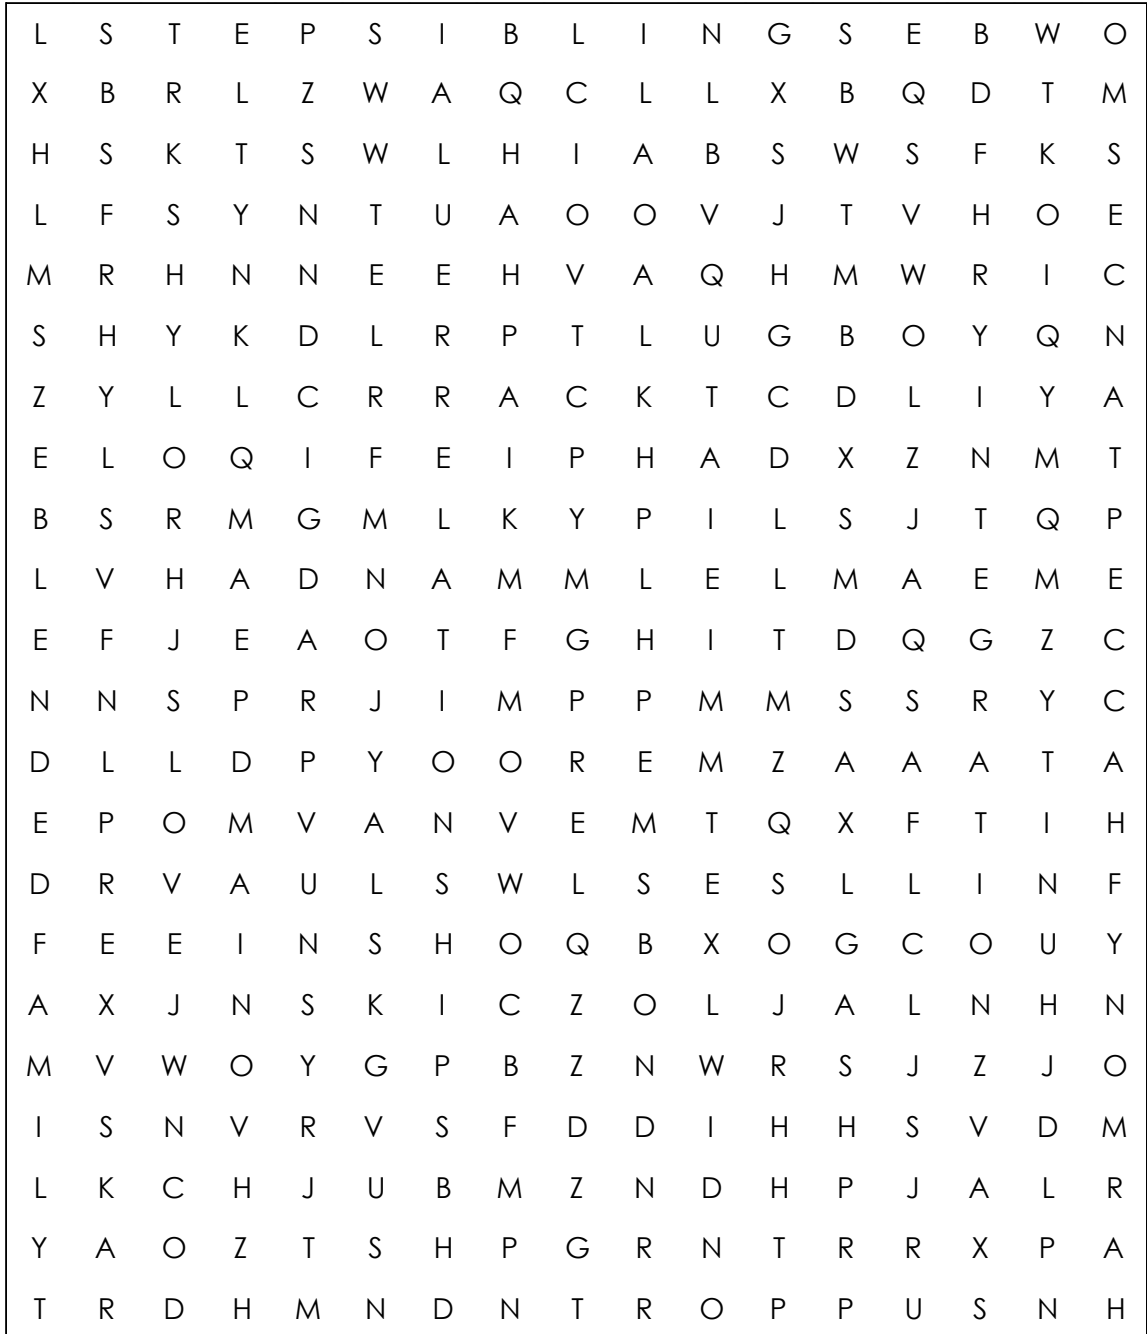 L S T E P S I B L I N G S E B W O
X B R L Z W A Q C L L X B Q D T M
H S K T S W L H I A B S W S F K S
L F S Y N T U A O O V J T V H O E
M R H N N E E H V A Q H M W R I C
S H Y K D L R P T L U G B O Y Q N
Z Y L L C R R A C K T C D L I Y A
E L O Q I F E I P H A D X Z N M T
B S R M G M L K Y P I L S J T Q P
L V H A D N A M M L E L M A E M E
E F J E A O T F G H I T D Q G Z C
N N S P R J I M P P M M S S R Y C
D L L D P Y O O R E M Z A A A T A
E P O M V A N V E M T Q X F T I H
D R V A U L S W L S E S L L I N F
F E E I N S H O Q B X O G C O U Y
A X J N S K I C Z O L J A L N H N
M V W O Y G P B Z N W R S J Z J O
I S N V R V S F D D I H H S V D M
L K C H J U B M Z N D H P J A L R
Y A O Z T S H P G R N T R R X P A
T R D H M N D N T R O P P U S N H